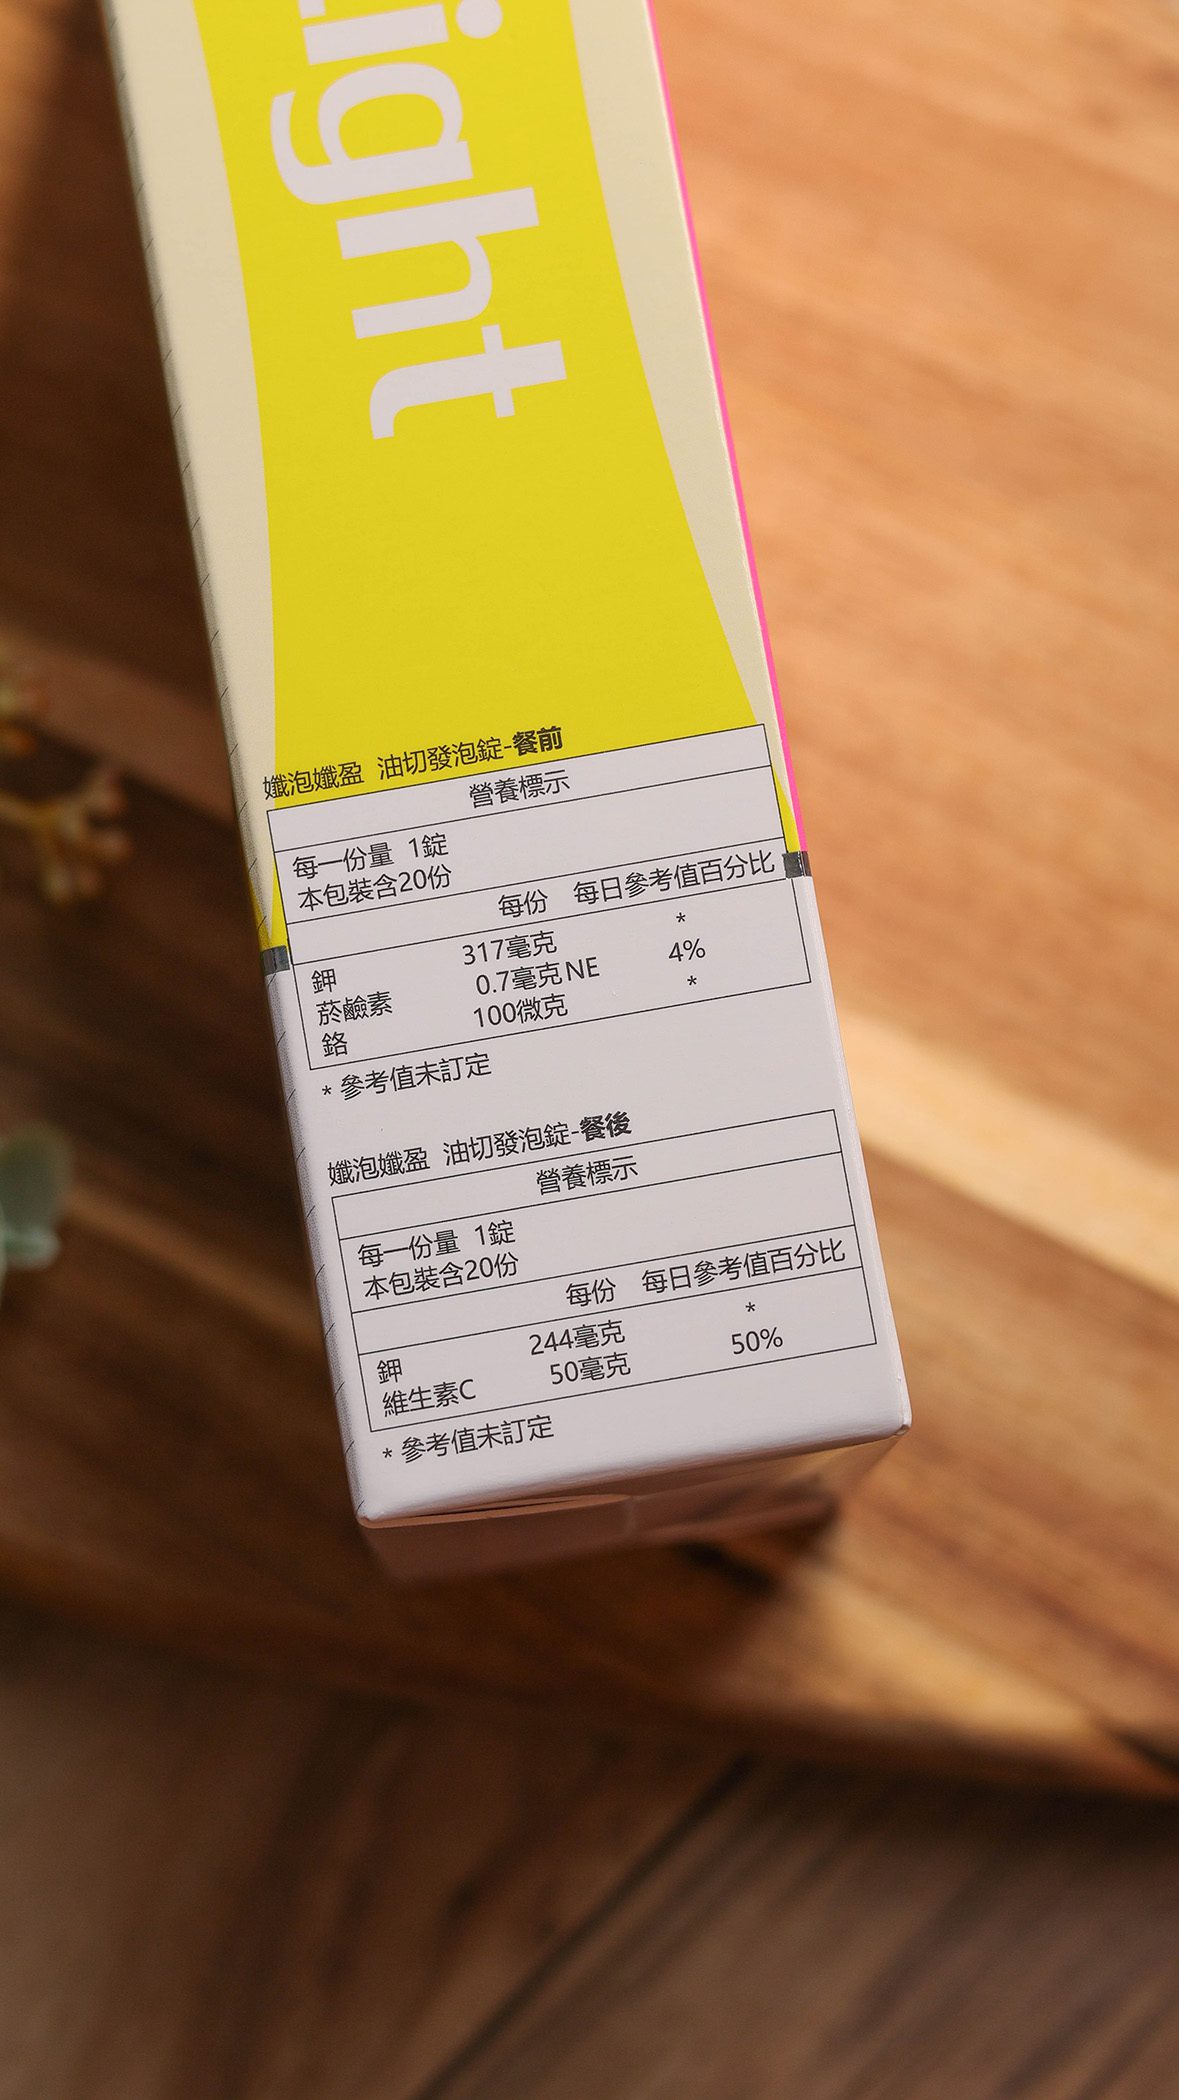 Light
孅泡孅盈 油切發泡錠-餐前
營養標示
每一份量 1錠
本包裝含20份
每份 每日參考值百分比
鉀 317毫克 *
菸鹼素 0.7毫克NE 4%
鉻 100微克 *
* 參考值未訂定
孅泡孅盈 油切發泡錠-餐後
營養標示
每一份量 1錠
本包裝含20份
每份 每日參考值百分比
鉀 244毫克 *
維生素C 50毫克 50%
* 參考值未訂定